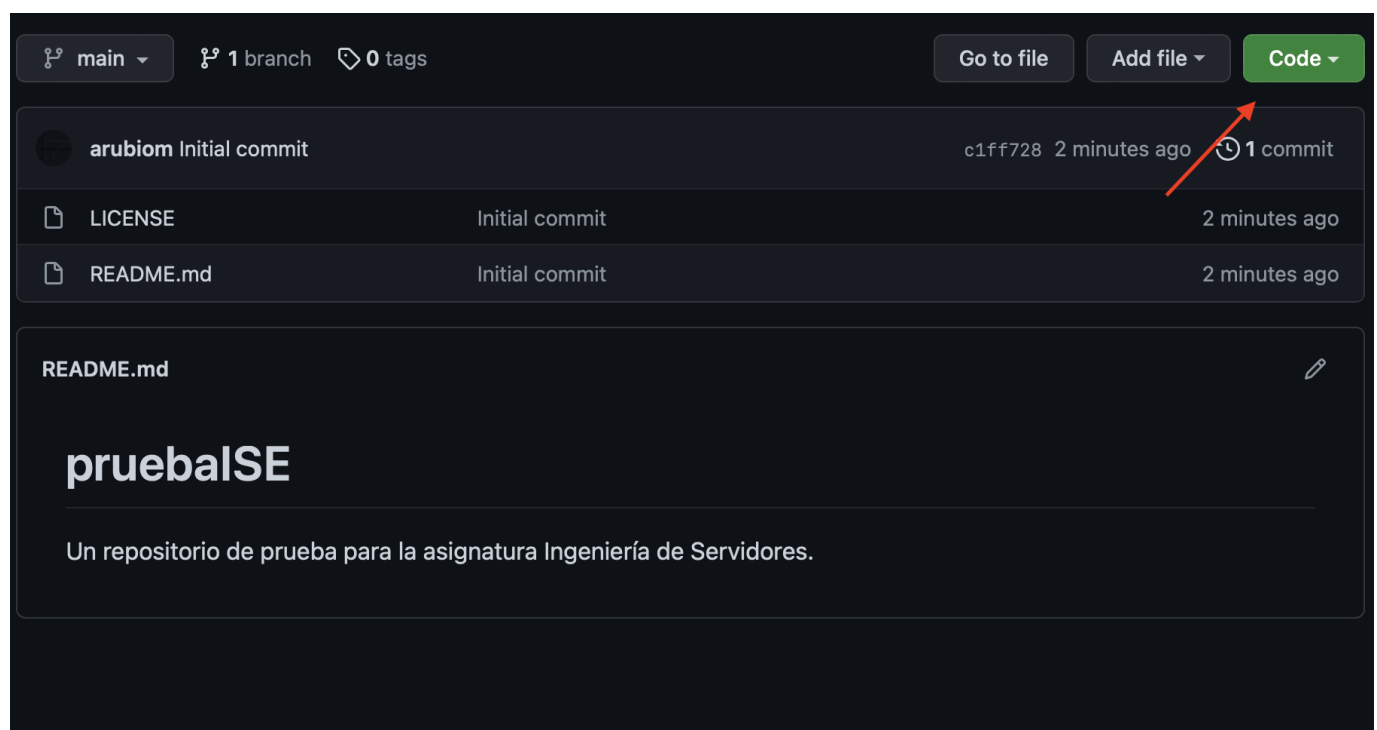 main 1 branch 0 tags Go to file Add file Code
arubiom Initial commit c1ff728 2 minutes ago 1 commit
LICENSE Initial commit 2 minutes ago
README.md Initial commit 2 minutes ago
README.md
pruebaISE
Un repositorio de prueba para la asignatura Ingeniería de Servidores.